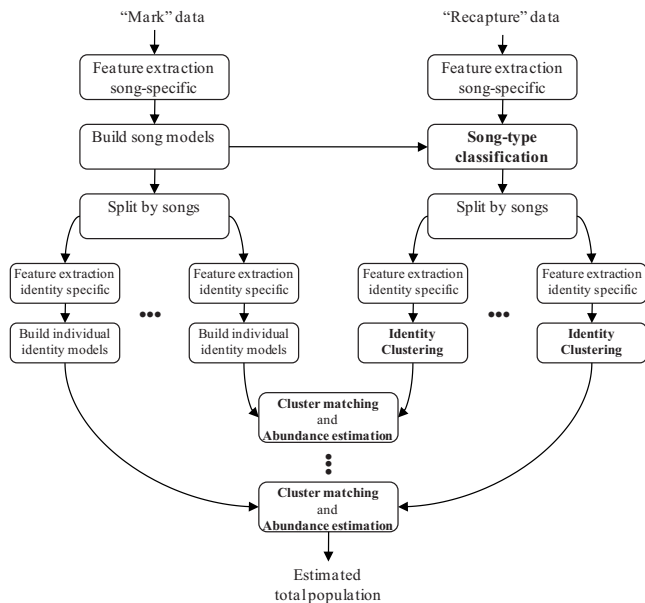 “Mark” data
“Recapture” data
Feature extraction
song-specific
Feature extraction
song-specific
Build song models
Song-type
classification
Split by songs
Split by songs
Feature extraction
identity specific
Feature extraction
identity specific
Feature extraction
identity specific
Feature extraction
identity specific
Build individual
identity models
Build individual
identity models
Identity
Clustering
Identity
Clustering
Cluster matching
and
Abundance estimation
Cluster matching
and
Abundance estimation
Estimated
total population